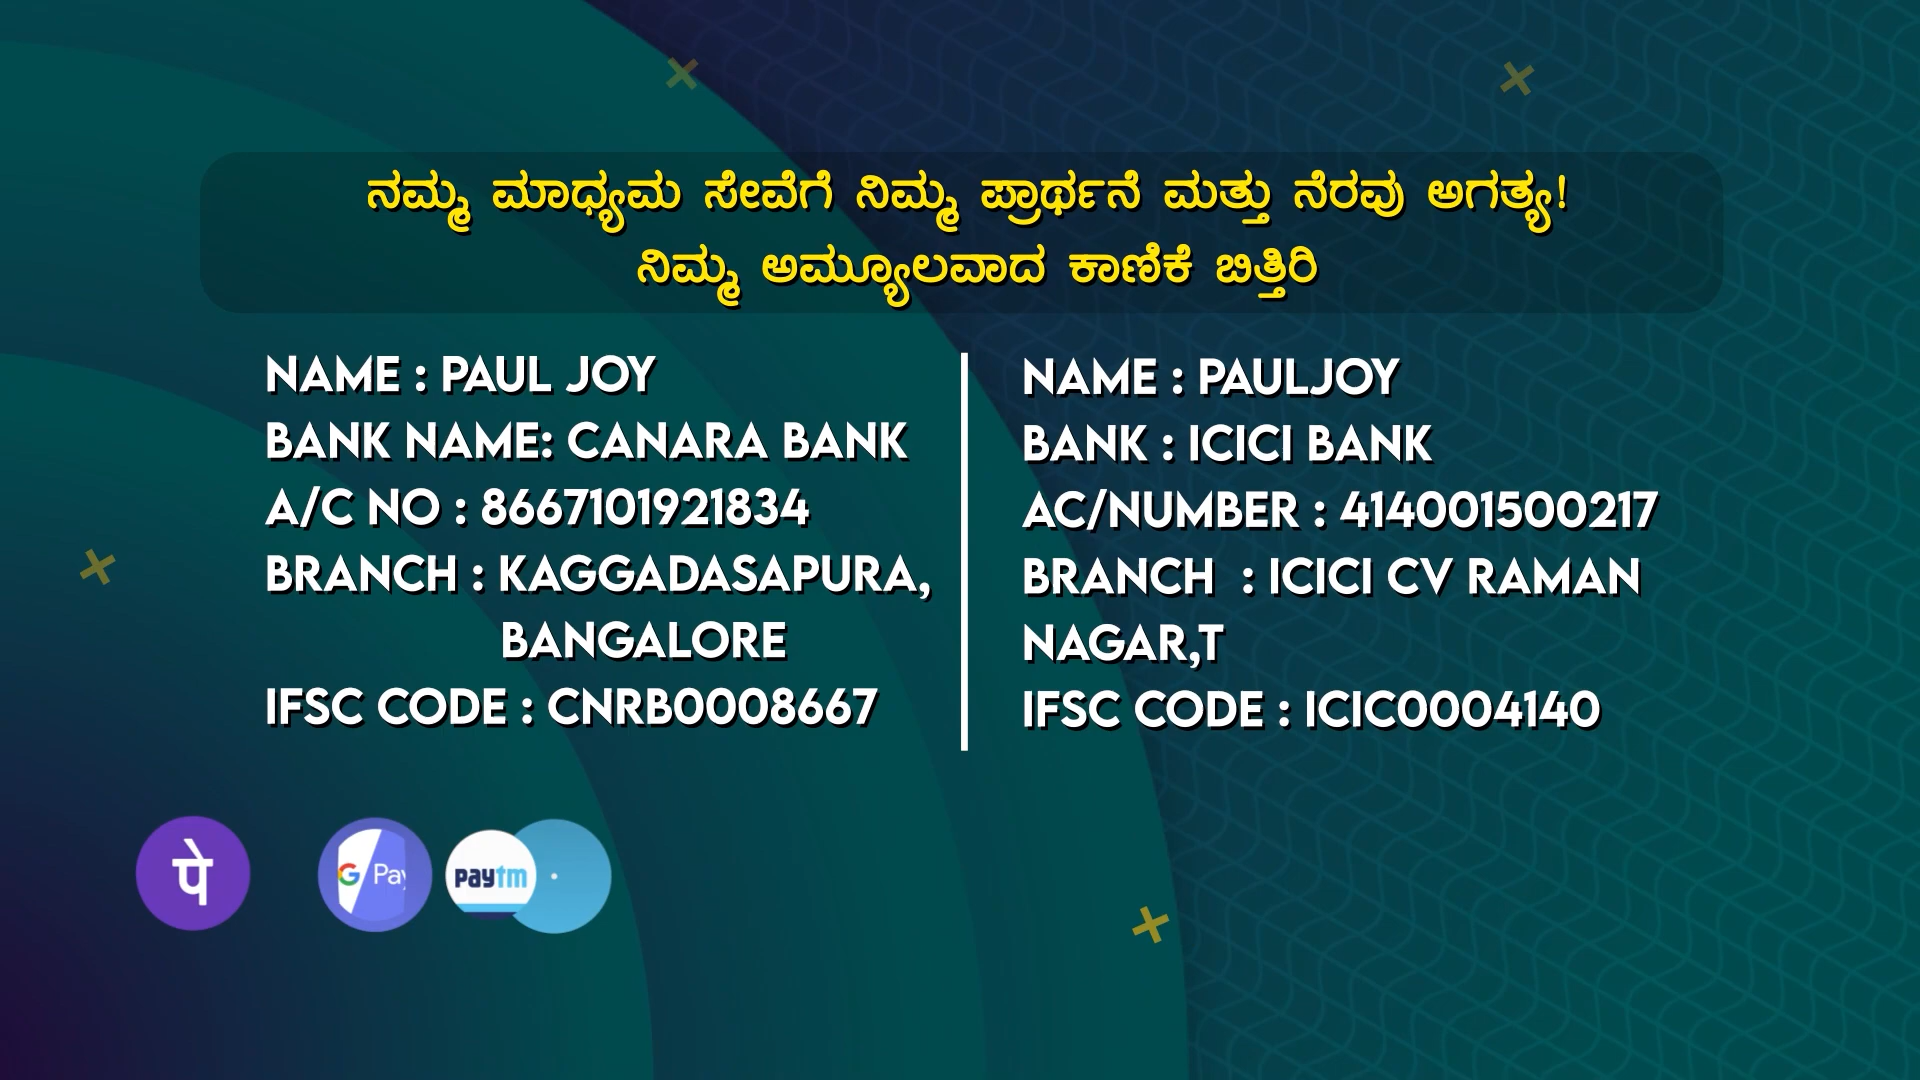 ನಮ್ಮ ಮಾಧ್ಯಮ ಸೇವೆಗೆ ನಿಮ್ಮ ಪ್ರಾರ್ಥನೆ ಮತ್ತು ನೆರವು ಅಗತ್ಯ!
ನಿಮ್ಮ ಅಮ್ಯೂಲವಾದ ಕಾಣಿಕೆ ಬಿತ್ತಿರಿ
NAME : PAUL JOY
BANK NAME: CANARA BANK
A/C NO : 8667101921834
BRANCH : KAGGADASAPURA,
BANGALORE
IFSC CODE : CNRB0008667
NAME : PAULJOY
BANK : ICICI BANK
AC/NUMBER : 414001500217
BRANCH : ICICI CV RAMAN
NAGAR,T
IFSC CODE : ICIC0004140
पे
G Pay
paytm